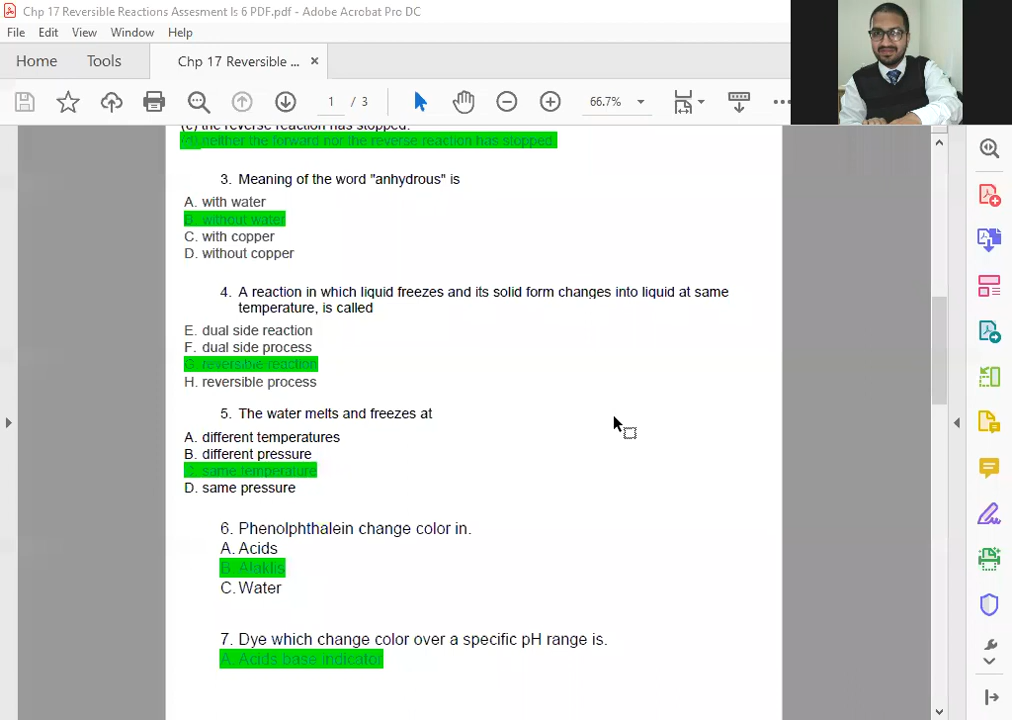 Chp 17 Reversible Reactions Assesment ls 6 PDF.pdf - Adobe Acrobat Pro DC
File Edit View Window Help
Home Tools Chp 17 Reversible ... ×
1 / 3 66.7%
(c) the reverse reaction has stopped.
(d) neither the forward nor the reverse reaction has stopped
3. Meaning of the word "anhydrous" is
A. with water
B. without water
C. with copper
D. without copper
4. A reaction in which liquid freezes and its solid form changes into liquid at same
temperature, is called
E. dual side reaction
F. dual side process
G. reversible reaction
H. reversible process
5. The water melts and freezes at
A. different temperatures
B. different pressure
C. same temperature
D. same pressure
6. Phenolphthalein change color in.
A. Acids
B. Alaklis
C. Water
7. Dye which change color over a specific pH range is.
A. Acids base indicator